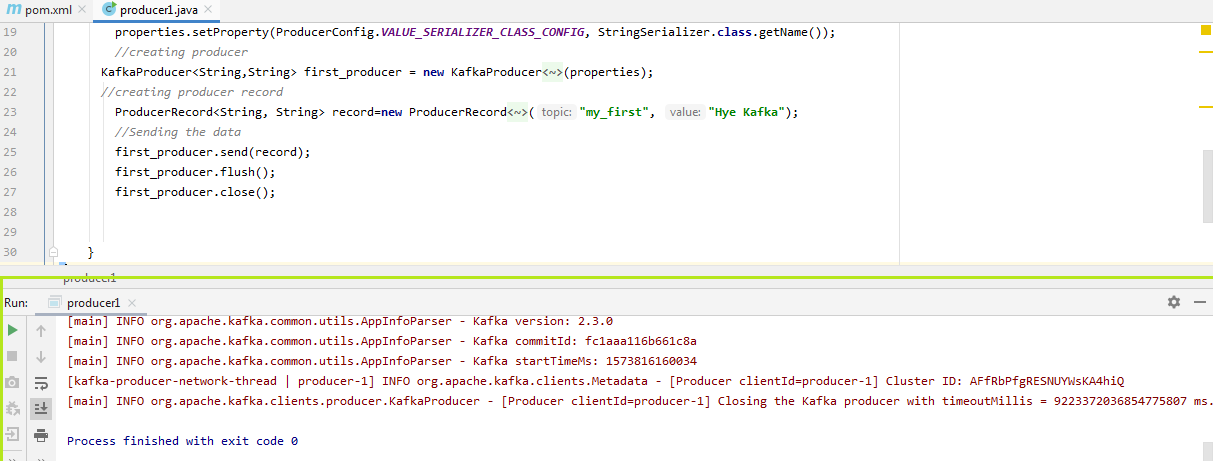 pom.xml producer1.java
19 properties.setProperty(ProducerConfig.VALUE_SERIALIZER_CLASS_CONFIG, StringSerializer.class.getName());
20 //creating producer
21 KafkaProducer<String,String> first_producer = new KafkaProducer<~>(properties);
22 //creating producer record
23 ProducerRecord<String, String> record=new ProducerRecord<~>( topic: "my_first", value: "Hye Kafka");
24 //Sending the data
25 first_producer.send(record);
26 first_producer.flush();
27 first_producer.close();
28
29
30 }
producer1
Run: producer1
[main] INFO org.apache.kafka.common.utils.AppInfoParser - Kafka version: 2.3.0
[main] INFO org.apache.kafka.common.utils.AppInfoParser - Kafka commitId: fc1aaa116b661c8a
[main] INFO org.apache.kafka.common.utils.AppInfoParser - Kafka startTimeMs: 1573816160034
[kafka-producer-network-thread | producer-1] INFO org.apache.kafka.clients.Metadata - [Producer clientId=producer-1] Cluster ID: AFfRbPfgRESNUYWsKA4hiQ
[main] INFO org.apache.kafka.clients.producer.KafkaProducer - [Producer clientId=producer-1] Closing the Kafka producer with timeoutMillis = 9223372036854775807 ms.
Process finished with exit code 0